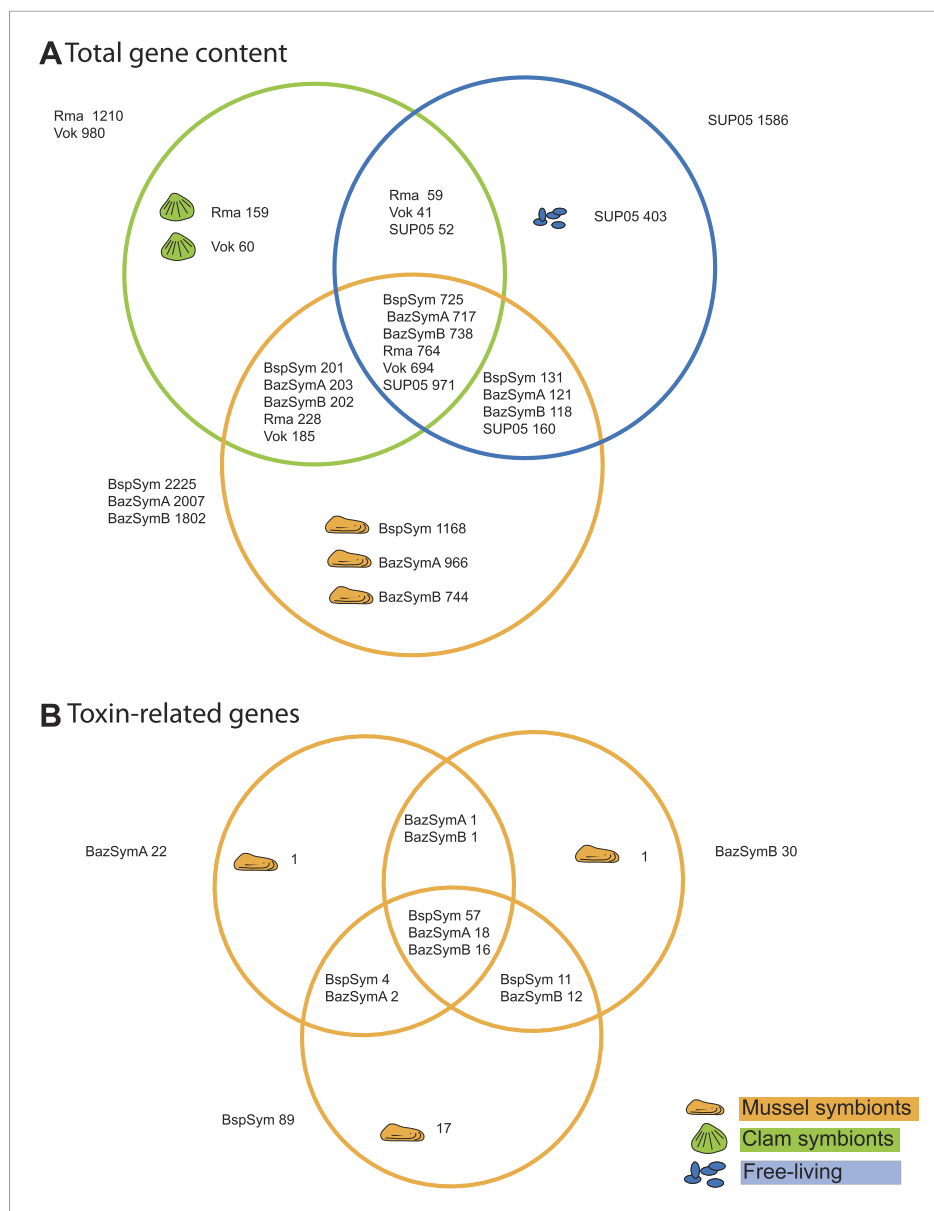 A Total gene content
Rma 1210
Vok 980
SUP05 1586
Rma 59
Vok 41
SUP05 52
Rma 159
Vok 60
SUP05 403
BspSym 725
BazSymA 717
BazSymB 738
Rma 764
Vok 694
SUP05 971
BspSym 201
BazSymA 203
BazSymB 202
Rma 228
Vok 185
BspSym 131
BazSymA 121
BazSymB 118
SUP05 160
BspSym 2225
BazSymA 2007
BazSymB 1802
BspSym 1168
BazSymA 966
BazSymB 744
B Toxin-related genes
BazSymA 1
BazSymB 1
BazSymA 22
1
1
BazSymB 30
BspSym 57
BazSymA 18
BazSymB 16
BspSym 4
BazSymA 2
BspSym 11
BazSymB 12
BspSym 89
17
Mussel symbionts
Clam symbionts
Free-living